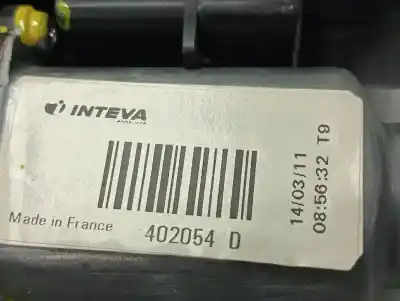 INTEVA
Made in France
402054 D
14/03/11
08:56:32 T9